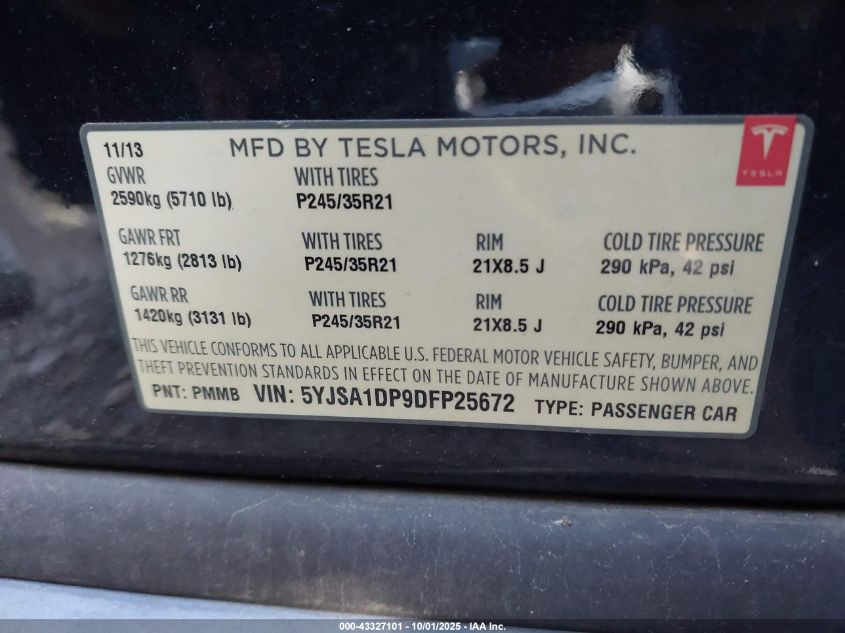 11/13 MFD BY TESLA MOTORS, INC.
TESLA
GVWR WITH TIRES
2590kg (5710 lb) P245/35R21
GAWR FRT WITH TIRES RIM COLD TIRE PRESSURE
1276kg (2813 lb) P245/35R21 21X8.5 J 290 kPa, 42 psi
GAWR RR WITH TIRES RIM COLD TIRE PRESSURE
1420kg (3131 lb) P245/35R21 21X8.5 J 290 kPa, 42 psi
THIS VEHICLE CONFORMS TO ALL APPLICABLE U.S. FEDERAL MOTOR VEHICLE SAFETY, BUMPER, AND
THEFT PREVENTION STANDARDS IN EFFECT ON THE DATE OF MANUFACTURE SHOWN ABOVE.
PNT: PMMB VIN: 5YJSA1DP9DFP25672 TYPE: PASSENGER CAR
000-43327101 - 10/01/2025 - IAA Inc.